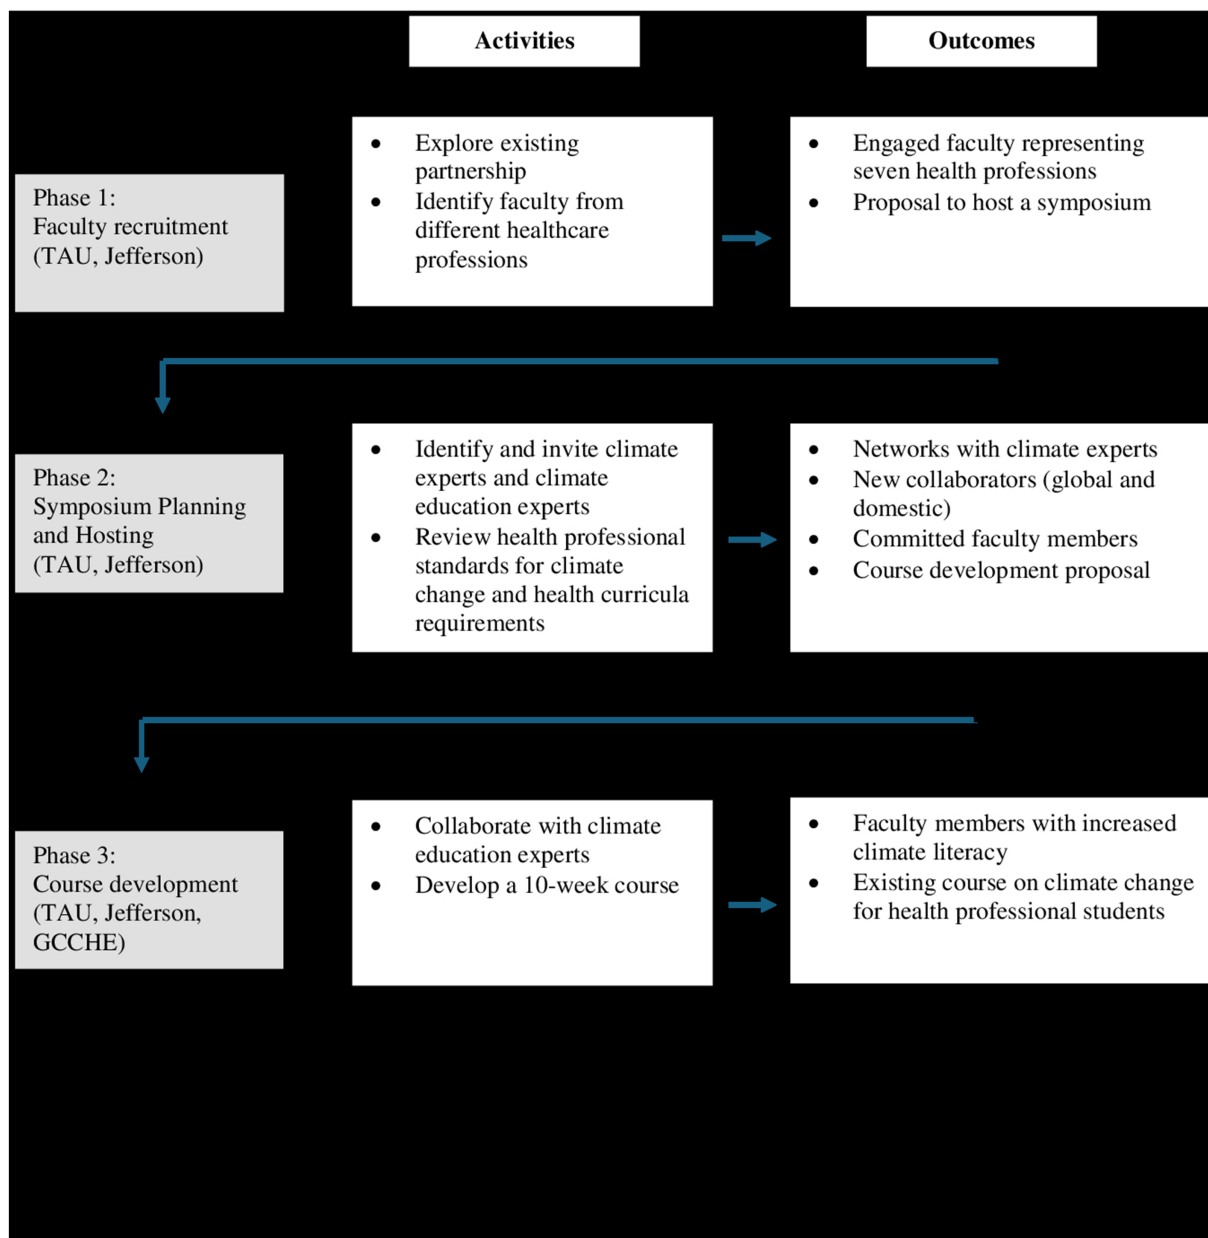 Activities
Outcomes
Phase 1:
Faculty recruitment
(TAU, Jefferson)
• Explore existing
partnership
• Identify faculty from
different healthcare
professions
• Engaged faculty representing
seven health professions
• Proposal to host a symposium
Phase 2:
Symposium Planning
and Hosting
(TAU, Jefferson)
• Identify and invite climate
experts and climate
education experts
• Review health professional
standards for climate
change and health curricula
requirements
• Networks with climate experts
• New collaborators (global and
domestic)
• Committed faculty members
• Course development proposal
Phase 3:
Course development
(TAU, Jefferson,
GCCHE)
• Collaborate with climate
education experts
• Develop a 10-week course
• Faculty members with increased
climate literacy
• Existing course on climate change
for health professional students